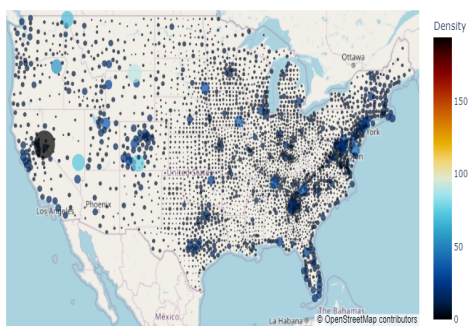 Density
Ottawa
150
York
100
United States
Los Angeles
Phoenix
50
México
The Bahamas
La Habana
© OpenStreetMap contributors
0